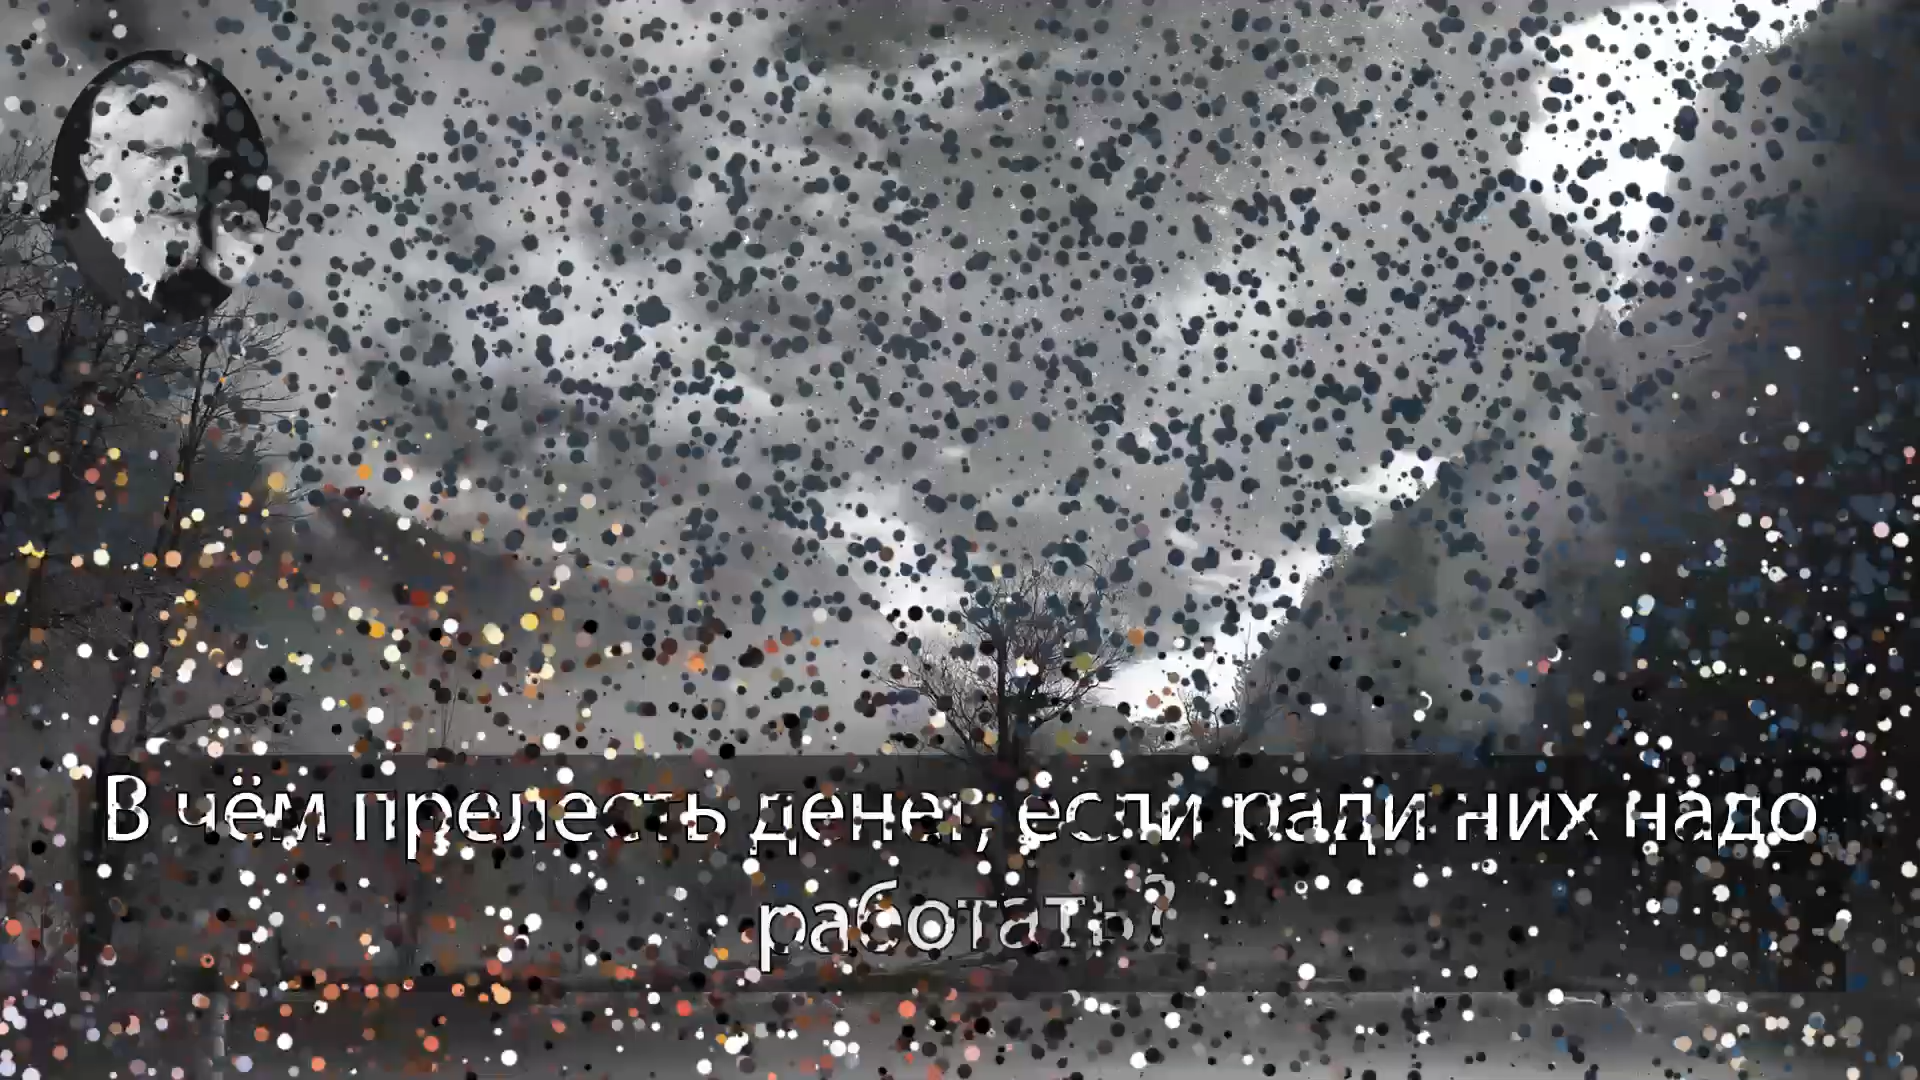 В чём прелесть денег, если ради них надо
работать?